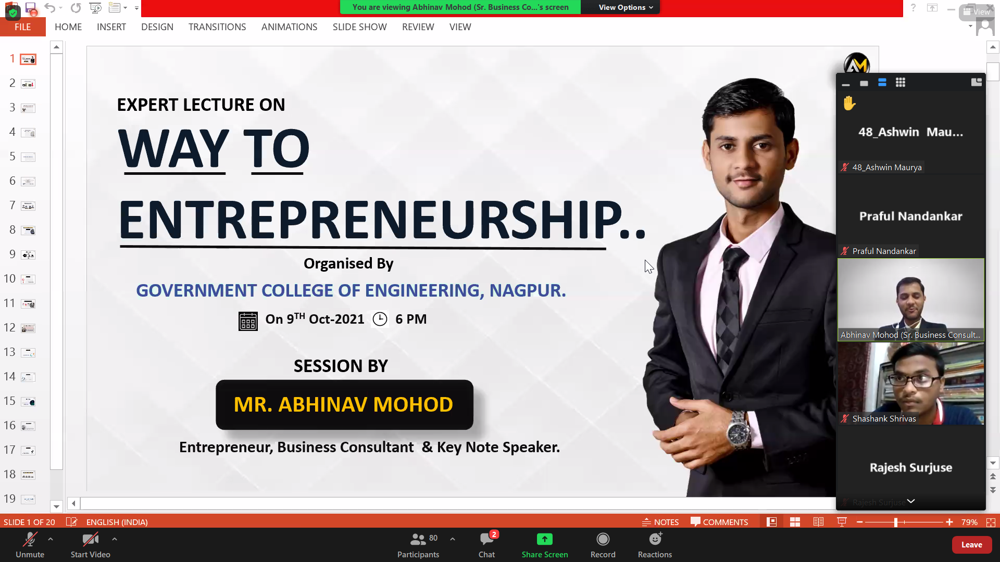 You are viewing Abhinav Mohod (Sr. Business Co...'s screen
View Options
View
FILE HOME INSERT DESIGN TRANSITIONS ANIMATIONS SLIDE SHOW REVIEW VIEW
1
2
3
4
5
6
7
8
9
10
11
12
13
14
15
16
17
18
19
AM
EXPERT LECTURE ON
WAY TO
ENTREPRENEURSHIP..
Organised By
GOVERNMENT COLLEGE OF ENGINEERING, NAGPUR.
On 9TH Oct-2021 6 PM
SESSION BY
MR. ABHINAV MOHOD
Entrepreneur, Business Consultant & Key Note Speaker.
48_Ashwin Mau...
48_Ashwin Maurya
Praful Nandankar
Praful Nandankar
Abhinav Mohod (Sr. Business Consult...
Shashank Shrivas
Rajesh Surjuse
Rajesh Surjuse
SLIDE 1 OF 20 ENGLISH (INDIA) NOTES COMMENTS 79%
Unmute Start Video Participants 80 Chat 2 Share Screen Record Reactions Leave